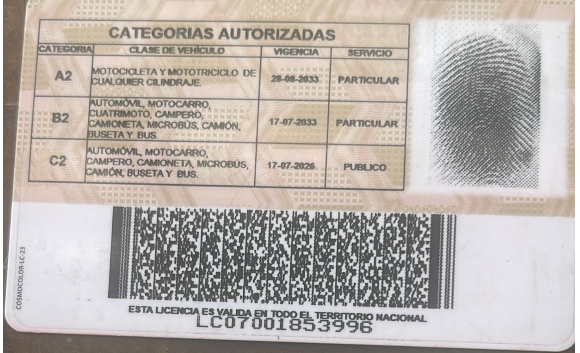 CATEGORIAS AUTORIZADAS
CATEGORIA CLASE DE VEHÍCULO VIGENCIA SERVICIO
A2 MOTOCICLETA Y MOTOTRICICLO DE CUALQUIER CILINDRAJE. 28-08-2033 PARTICULAR
B2 AUTOMÓVIL, MOTOCARRO, CUATRIMOTO, CAMPERO, CAMIONETA, MICROBÚS, CAMIÓN, BUSETA Y BUS 17-07-2033 PARTICULAR
C2 AUTOMÓVIL, MOTOCARRO, CAMPERO, CAMIONETA, MICROBÚS, CAMIÓN, BUSETA Y BUS. 17-07-2026 PUBLICO
COSMOCOLOR-LC-23
ESTA LICENCIA ES VALIDA EN TODO EL TERRITORIO NACIONAL
LC07001853996